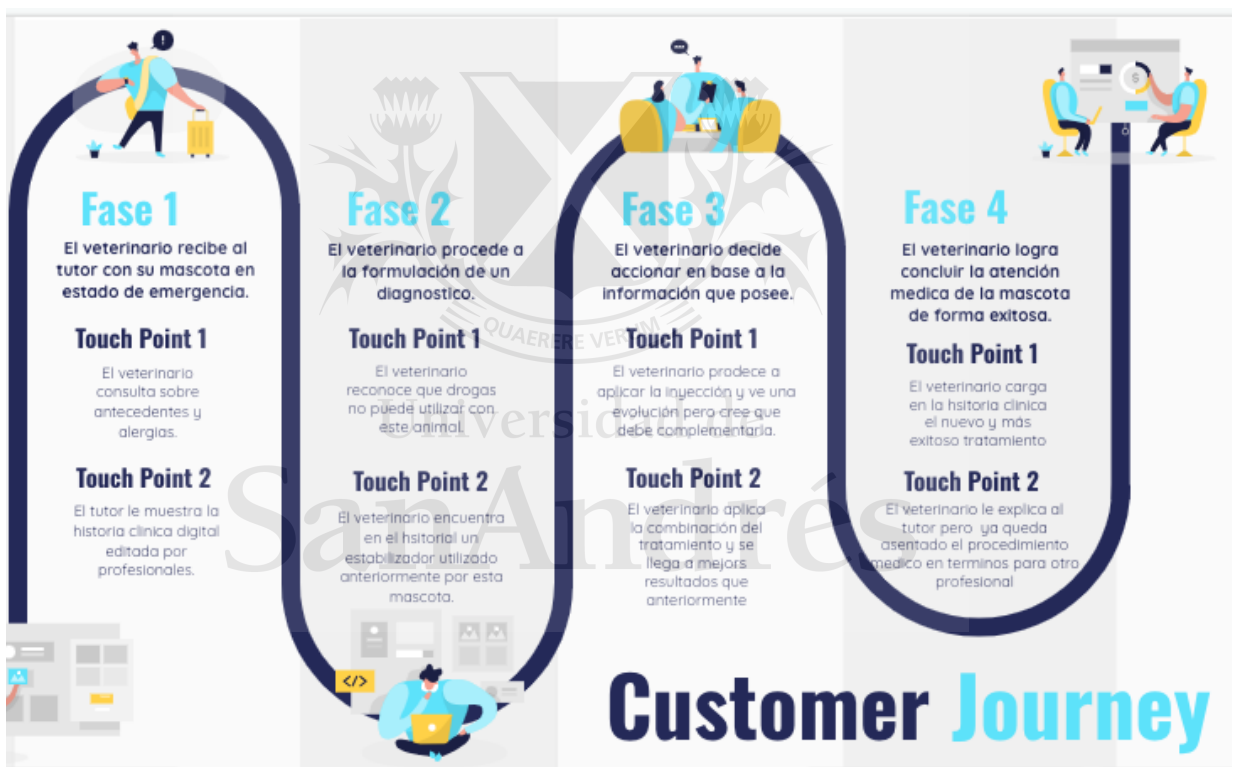 Fase 1
El veterinario recibe al
tutor con su mascota en
estado de emergencia.
Touch Point 1
El veterinario
consulta sobre
antecedentes y
alergias.
Touch Point 2
El tutor le muestra la
historia clinica digital
editada por
profesionales.
Fase 2
El veterinario procede a
la formulación de un
diagnostico.
Touch Point 1
El veterinario
reconoce que drogas
no puede utilizar con
este animal.
Touch Point 2
El veterinario encuentra
en el hsitorial un
estabilizador utilizado
anteriormente por esta
mascota.
</>
Fase 3
El veterinario decide
accionar en base a la
información que posee.
Touch Point 1
El veterinario prodece a
aplicar la inyección y ve una
evolución pero cree que
debe complementarla.
Touch Point 2
El veterinario aplica
la combinación del
tratamiento y se
llega a mejors
resultados que
anteriormente
Fase 4
El veterinario logra
concluir la atención
medica de la mascota
de forma exitosa.
Touch Point 1
El veterinario carga
en la hsitoria clinica
el nuevo y más
exitoso tratamiento
Touch Point 2
El veterinario le explica al
tutor pero ya queda
asentado el procedimiento
medico en terminos para otro
profesional
Customer Journey
QUAERERE VERUM
Universidad de
SanAndrés